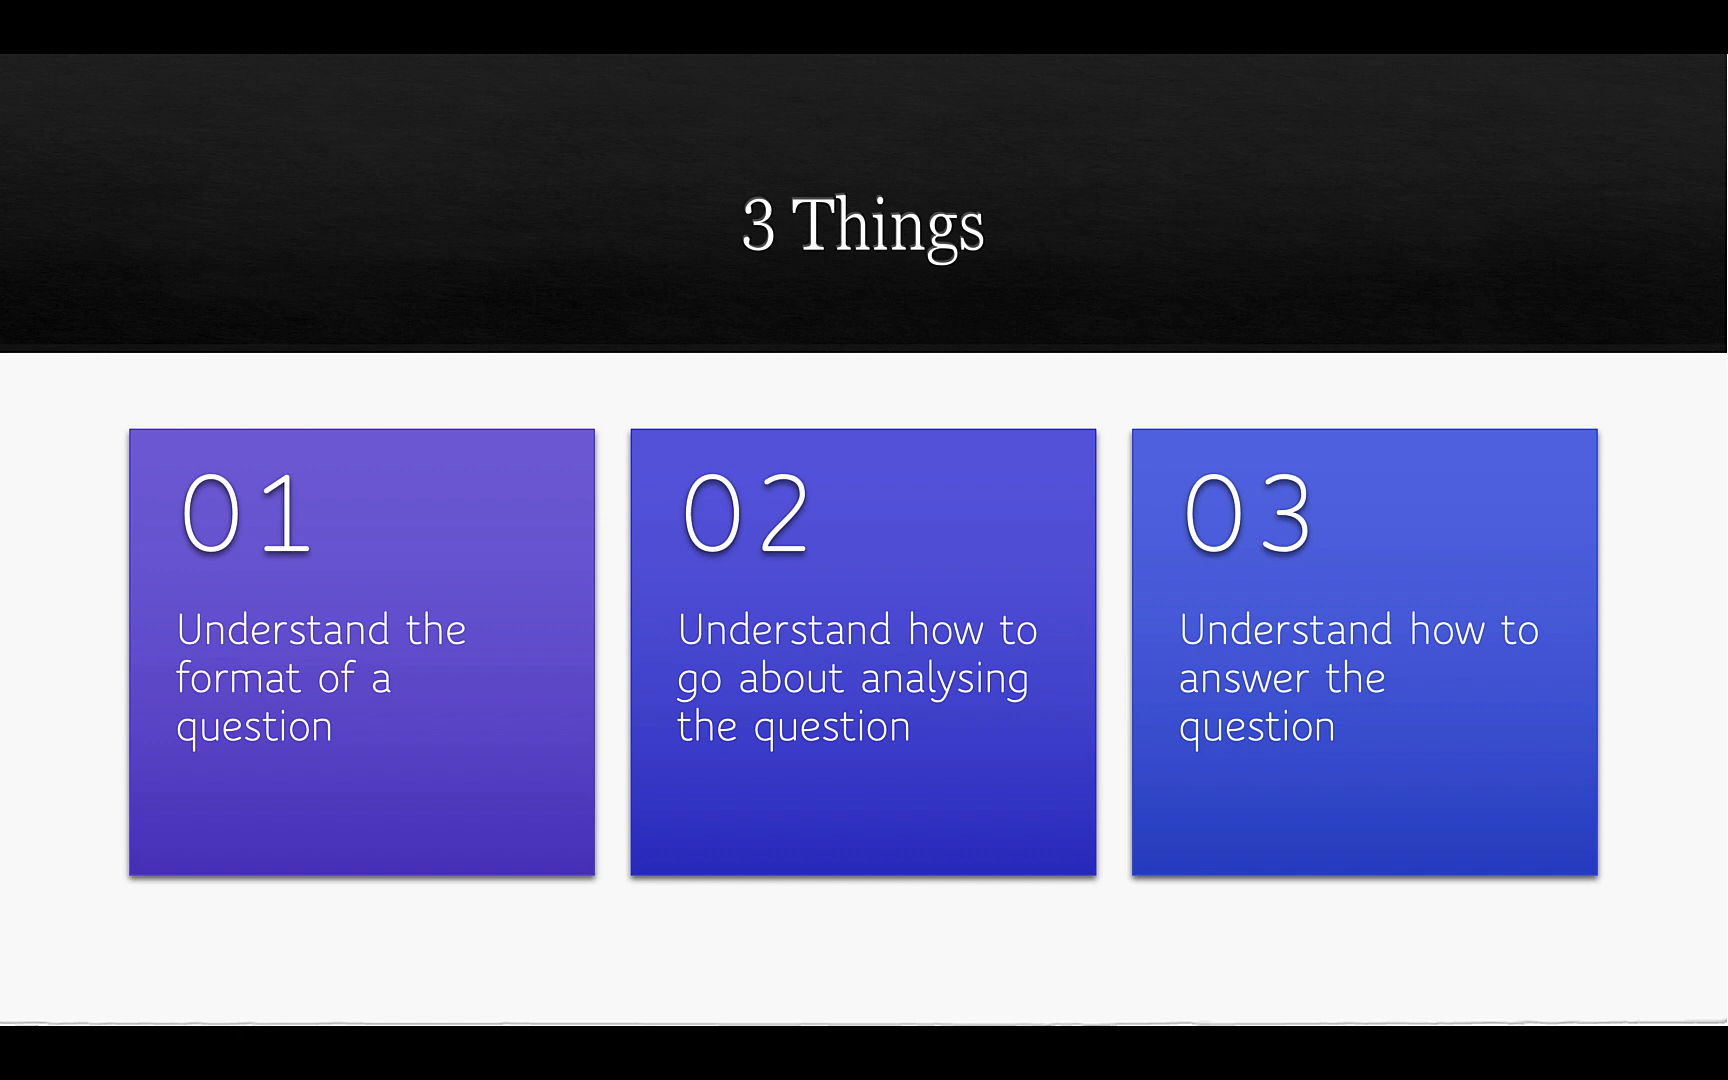 3 Things
01
Understand the
format of a
question
02
Understand how to
go about analysing
the question
03
Understand how to
answer the
question